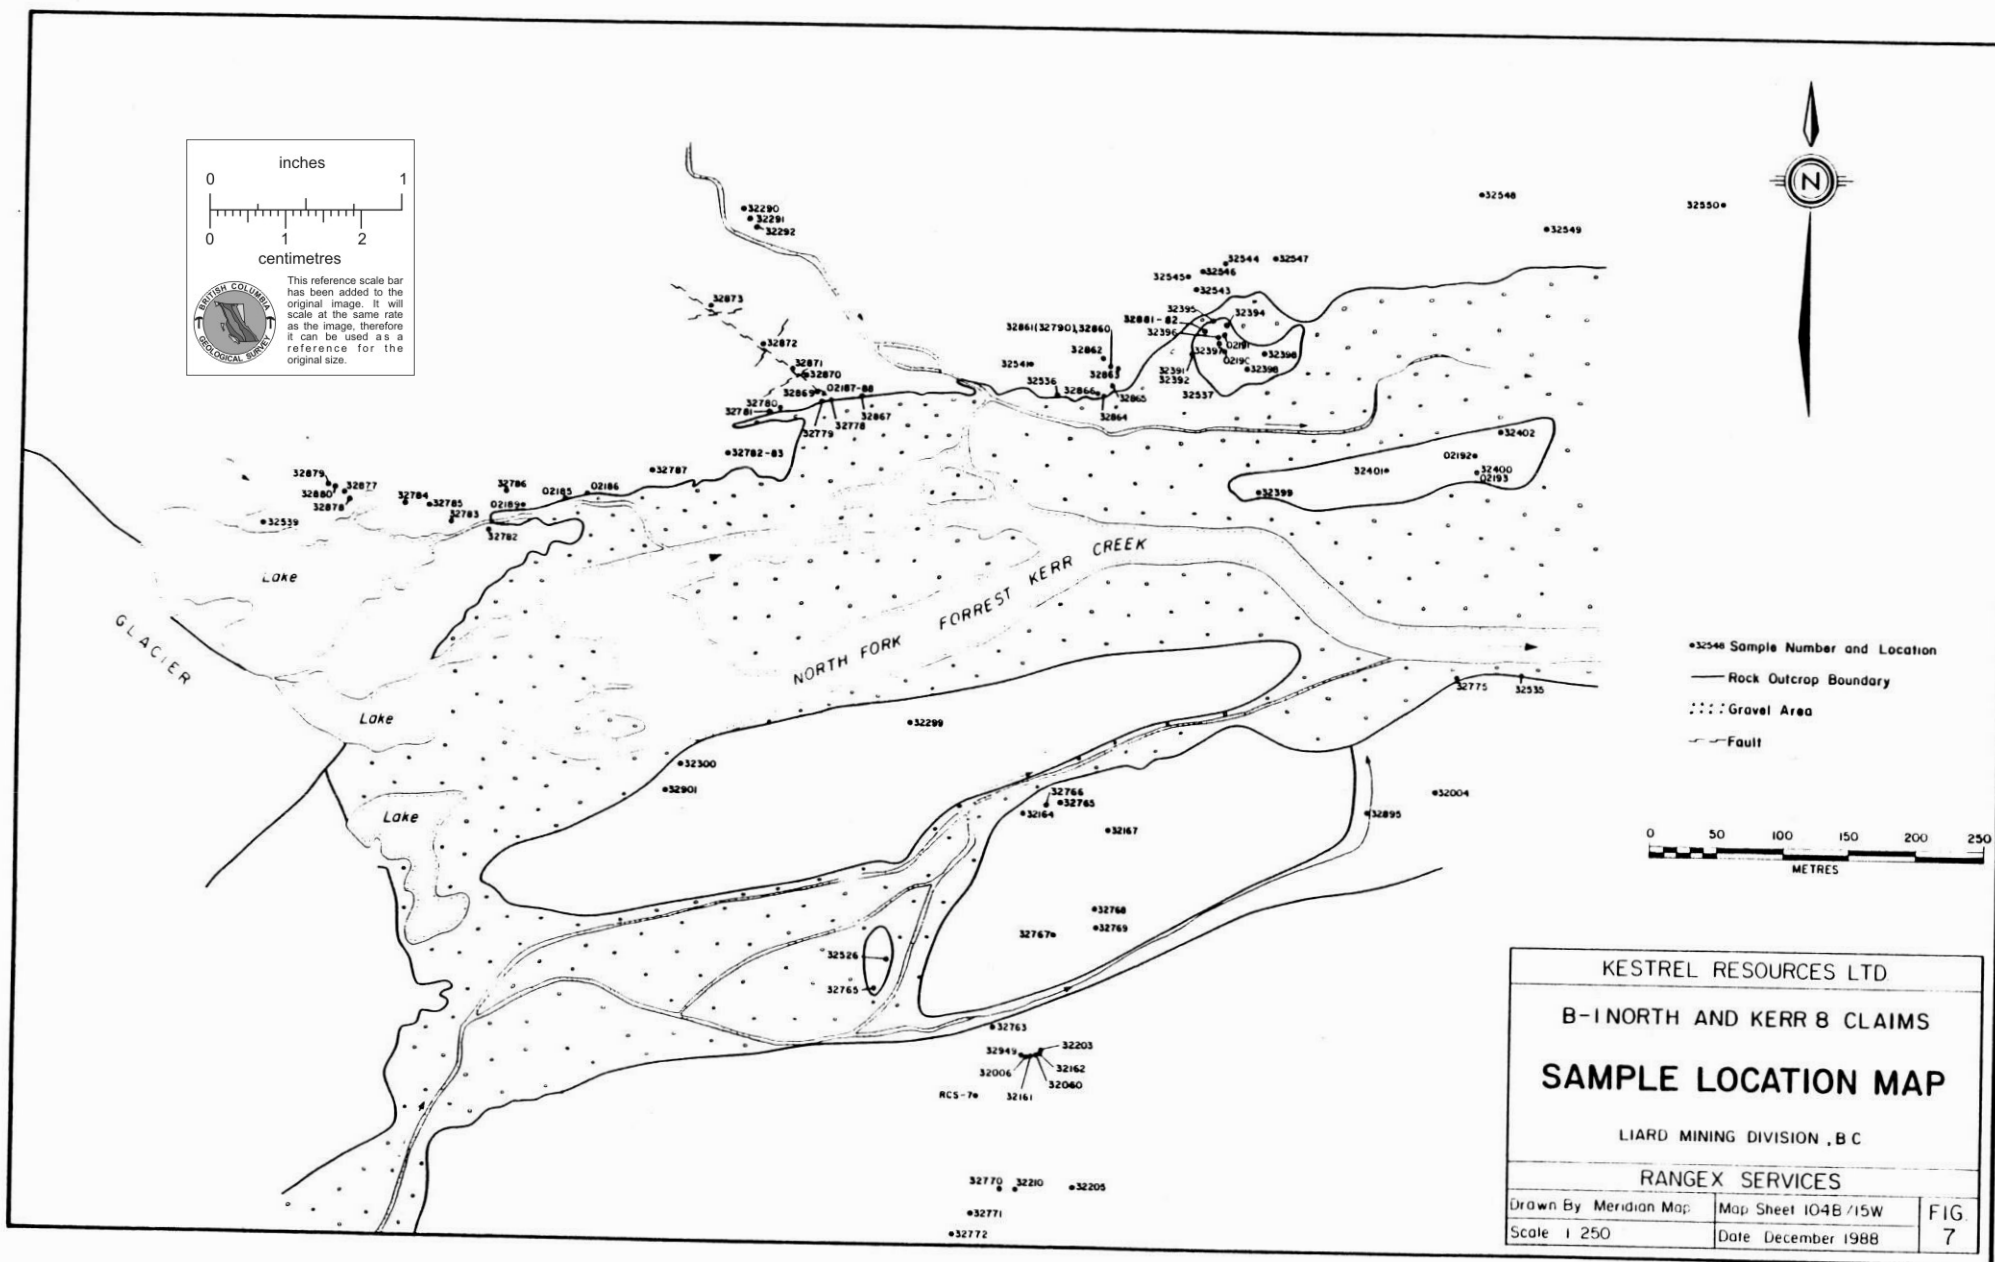 inches
0 1
0 1 2
centimetres
BRITISH COLUMBIA
GEOLOGICAL SURVEY
This reference scale bar
has been added to the
original image. It will
scale at the same rate
as the image, therefore
it can be used as a
reference for the
original size.
N
32290
32291
32292
32548
32550
32549
32544
32547
32545
32546
32543
32873
32395
32394
32861(32790),32860
32881-82
32396
32872
32862
02191
32541
32397
02190
32398
32871
32870
32863
32391
32392
32398
32869
02187-88
32536
32866
32865
32537
32780
32781
32867
32864
32779
32778
32402
32782-83
02192
32401
32400
02193
32399
32879
32877
32880
32878
32784
32785
32786
32787
02185
02186
02189
32783
32782
32539
Lake
GLACIER
NORTH FORK FORREST KERR CREEK
Lake
32299
32300
32901
Lake
32775
32535
32766
32765
32164
32167
32895
32004
32768
32767
32769
32526
32765
32763
32949
32203
32006
32162
32060
RCS-7
32161
32770
32210
32205
32771
32772
32548 Sample Number and Location
Rock Outcrop Boundary
Gravel Area
Fault
0 50 100 150 200 250
METRES
KESTREL RESOURCES LTD
B-1 NORTH AND KERR 8 CLAIMS
SAMPLE LOCATION MAP
LIARD MINING DIVISION , B C
RANGEX SERVICES
Drawn By Meridian Map
Map Sheet 104B/15W
FIG.
7
Scale 1 250
Date December 1988